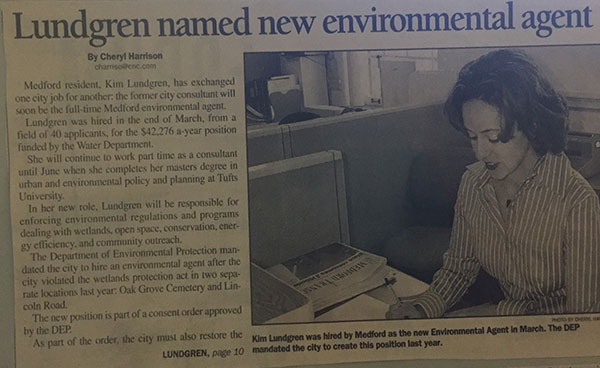 Lundgren named new environmental agent
By Cheryl Harrison
Medford resident, Kim Lundgren, has exchanged
one city job for another: the former city consultant will
soon be the full-time Medford environmental agent.
Lundgren was hired in the end of March, from a
field of 40 applicants, for the $42,276 a-year position
funded by the Water Department.
She will continue to work part time as a consultant
until June when she completes her masters degree in
urban and environmental policy and planning at Tufts
University.
In her new role, Lundgren will be responsible for
enforcing environmental regulations and programs
dealing with wetlands, open space, conservation, ener-
gy efficiency, and community outreach.
The Department of Environmental Protection man-
dated the city to hire an environmental agent after the
city violated the wetlands protection act in two sepa-
rate locations last year: Oak Grove Cemetery and Lin-
coln Road.
The new position is part of a consent order approved
by the DEP.
As part of the order, the city must also restore the
LUNDGREN, page 10
PHOTO BY CHERYL
Kim Lundgren was hired by Medford as the new Environmental Agent in March. The DEP
mandated the city to create this position last year.